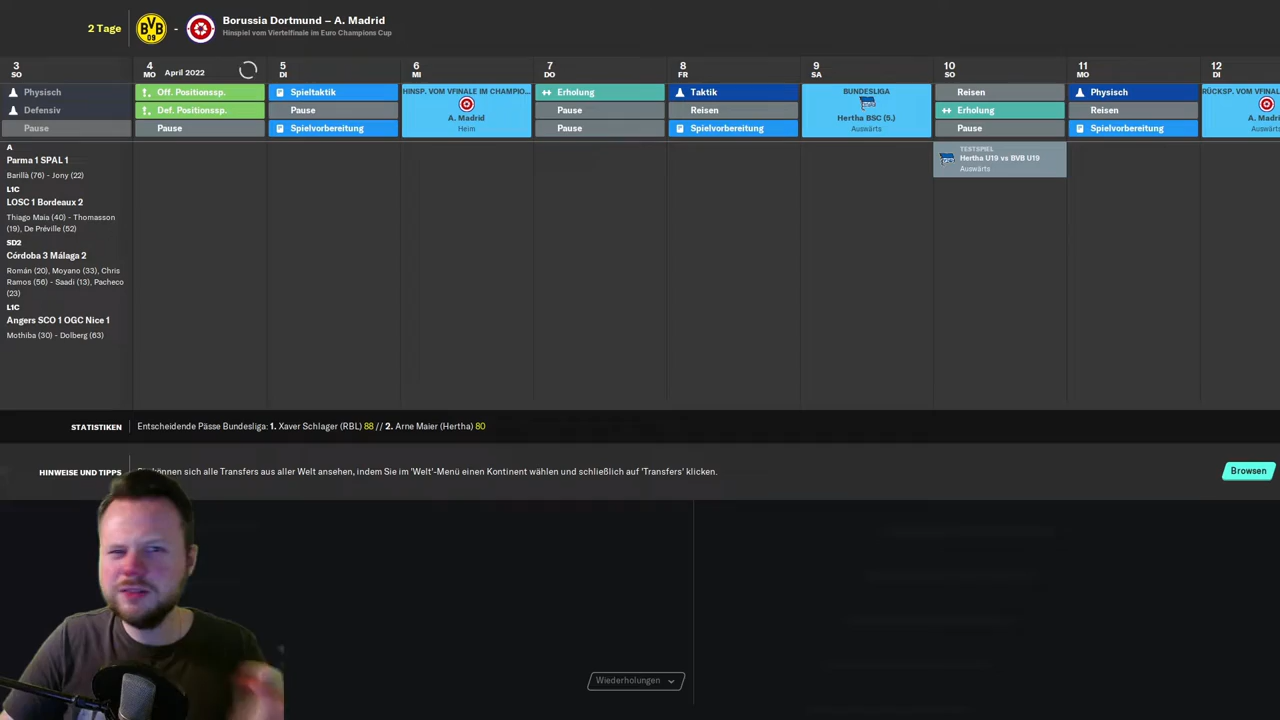 2 Tage
BVB 09
-
Borussia Dortmund – A. Madrid
Hinspiel vom Viertelfinale im Euro Champions Cup
3
SO
4
MO
April 2022
5
DI
6
MI
7
DO
8
FR
9
SA
10
SO
11
MO
12
DI
Physisch
Defensiv
Pause
Off. Positionssp.
Def. Positionssp.
Pause
Spieltaktik
Pause
Spielvorbereitung
HINSP. VOM VFINALE IM CHAMPIO...
A. Madrid
Heim
Erholung
Pause
Pause
Taktik
Reisen
Spielvorbereitung
BUNDESLIGA
Hertha BSC (5.)
Auswärts
Reisen
Erholung
Pause
Physisch
Reisen
Spielvorbereitung
RÜCKSP. VOM VFINAL
A. Madri
Auswä
TESTSPIEL
Hertha U19 vs BVB U19
Auswärts
A
Parma 1 SPAL 1
Barillà (76) - Jony (22)
L1C
LOSC 1 Bordeaux 2
Thiago Maia (40) - Thomasson
(19), De Préville (52)
SD2
Córdoba 3 Málaga 2
Román (20), Moyano (33), Chris
Ramos (56) - Saadi (13), Pacheco
(23)
L1C
Angers SCO 1 OGC Nice 1
Mothiba (30) - Dolberg (63)
STATISTIKEN
Entscheidende Pässe Bundesliga: 1. Xaver Schlager (RBL) 88 // 2. Arne Maier (Hertha) 80
HINWEISE UND TIPPS
können sich alle Transfers aus aller Welt ansehen, indem Sie im 'Welt'-Menü einen Kontinent wählen und schließlich auf 'Transfers' klicken.
Browsen
Wiederholungen